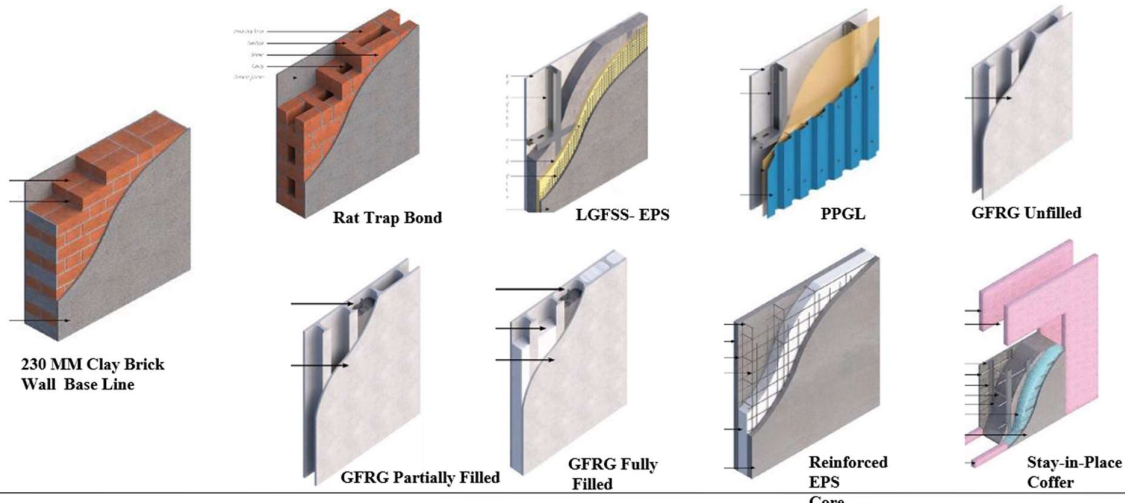 Rat Trap Bond
LGFSS- EPS
PPGL
GFRG Unfilled
230 MM Clay Brick
Wall Base Line
GFRG Partially Filled
GFRG Fully
Filled
Reinforced
EPS
Core
Stay-in-Place
Coffer